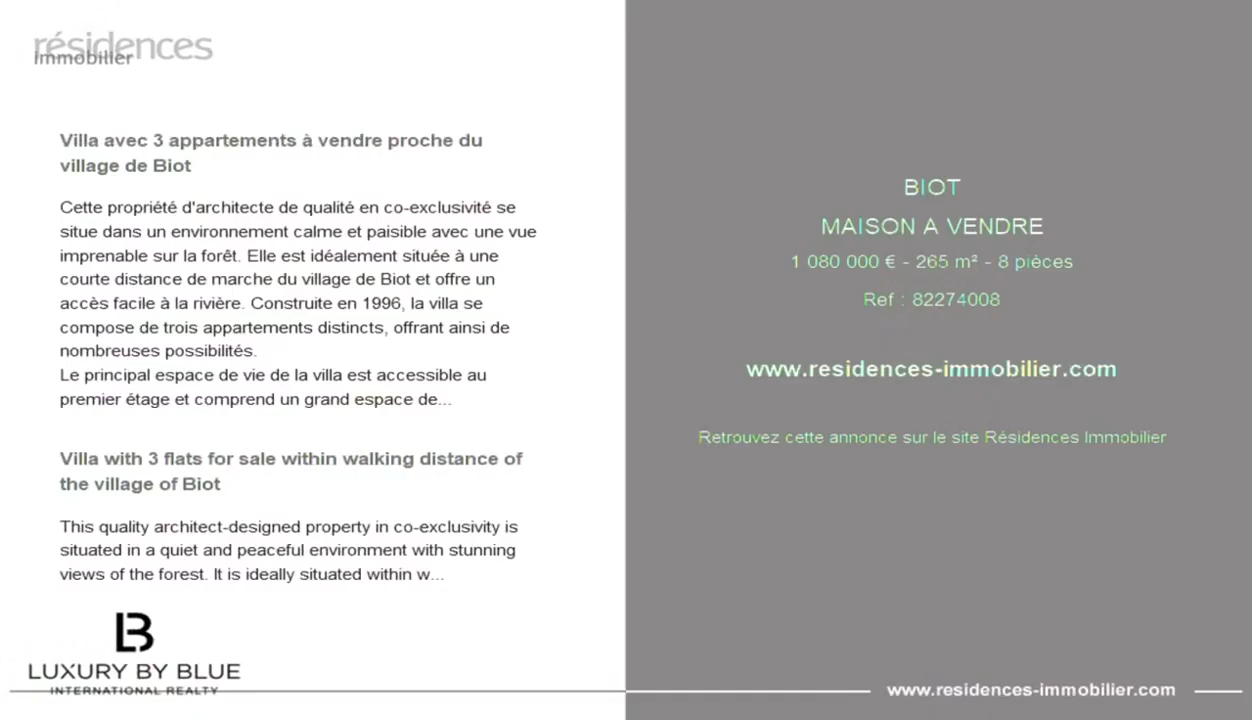 résidences
immobilier
Villa avec 3 appartements à vendre proche du
village de Biot
Cette propriété d'architecte de qualité en co-exclusivité se
situe dans un environnement calme et paisible avec une vue
imprenable sur la forêt. Elle est idéalement située à une
courte distance de marche du village de Biot et offre un
accès facile à la rivière. Construite en 1996, la villa se
compose de trois appartements distincts, offrant ainsi de
nombreuses possibilités.
Le principal espace de vie de la villa est accessible au
premier étage et comprend un grand espace de...
Villa with 3 flats for sale within walking distance of
the village of Biot
This quality architect-designed property in co-exclusivity is
situated in a quiet and peaceful environment with stunning
views of the forest. It is ideally situated within w...
LB
LUXURY BY BLUE
INTERNATIONAL REALTY
BIOT
MAISON A VENDRE
1 080 000 € - 265 m² - 8 pièces
Ref : 82274008
www.residences-immobilier.com
Retrouvez cette annonce sur le site Résidences Immobilier
www.residences-immobilier.com